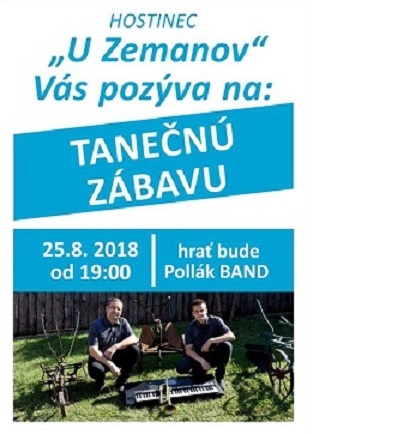 HOSTINEC
„U Zemanov“
Vás pozýva na:
TANEČNÚ
ZÁBAVU
25.8. 2018
od 19:00
hrať bude
Pollák BAND